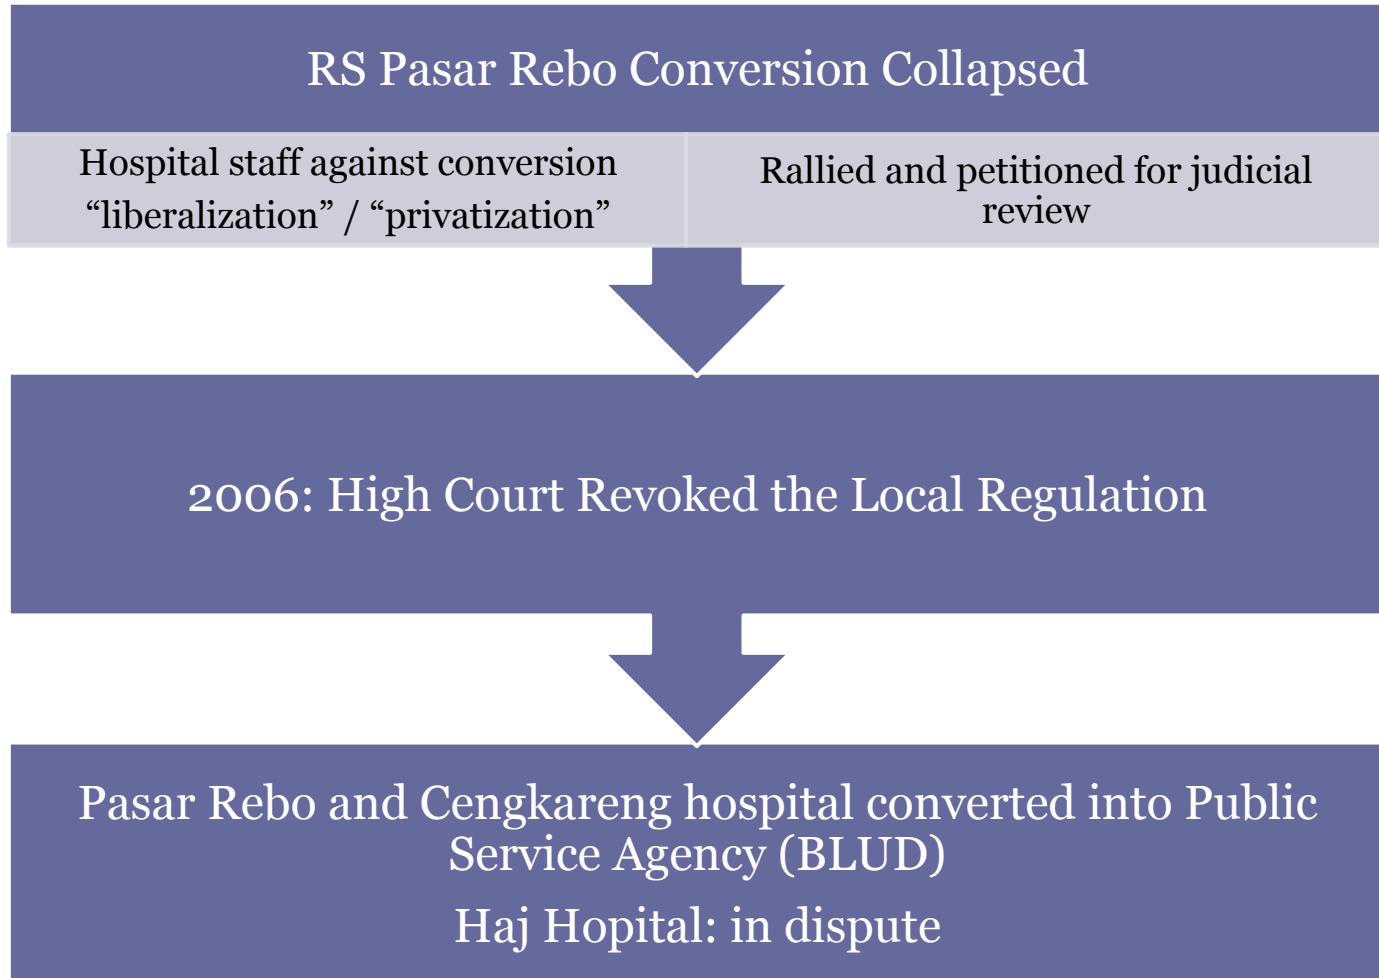 RS Pasar Rebo Conversion Collapsed
Hospital staff against conversion
“liberalization” / “privatization”
Rallied and petitioned for judicial
review
2006: High Court Revoked the Local Regulation
Pasar Rebo and Cengkareng hospital converted into Public
Service Agency (BLUD)
Haj Hopital: in dispute